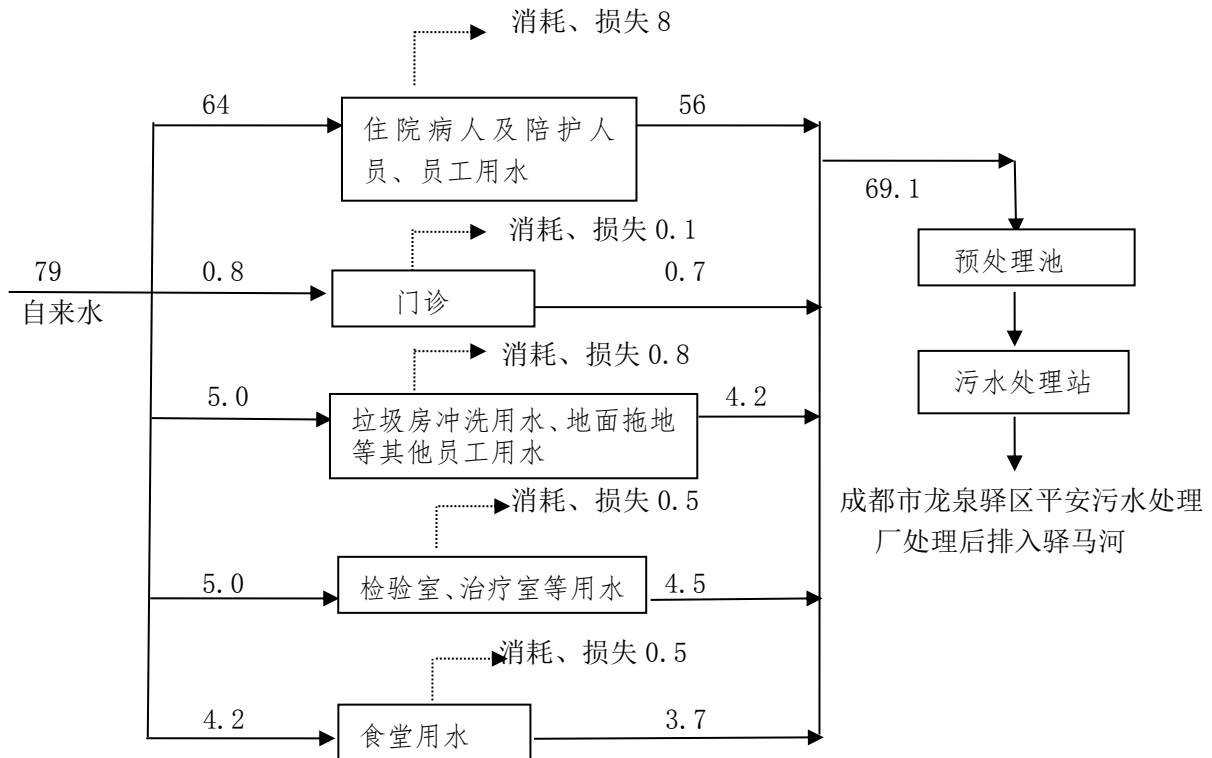 消耗、损失 8
64
住院病人及陪护人
员、员工用水
56
69.1
预处理池
污水处理站
成都市龙泉驿区平安污水处理
厂处理后排入驿马河
79
自来水
消耗、损失 0.1
0.8
门诊
0.7
消耗、损失 0.8
5.0
垃圾房冲洗用水、地面拖地
等其他员工用水
4.2
消耗、损失 0.5
5.0
检验室、治疗室等用水
4.5
消耗、损失 0.5
4.2
食堂用水
3.7